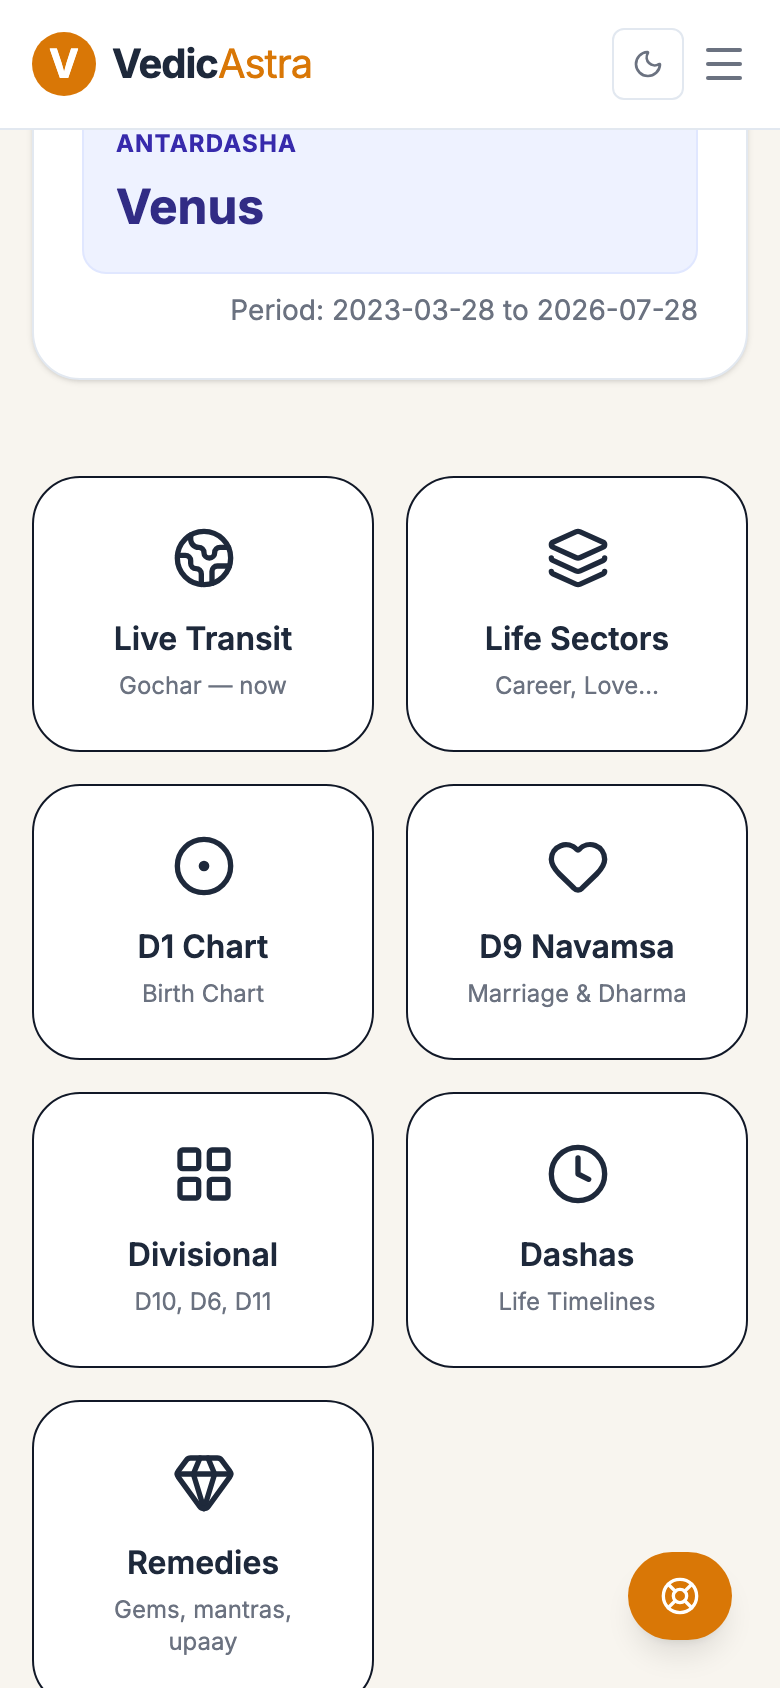 V VedicAstra
ANTARDASHA
Venus
Period: 2023-03-28 to 2026-07-28
Live Transit
Gochar — now
Life Sectors
Career, Love...
D1 Chart
Birth Chart
D9 Navamsa
Marriage & Dharma
Divisional
D10, D6, D11
Dashas
Life Timelines
Remedies
Gems, mantras,
upaay